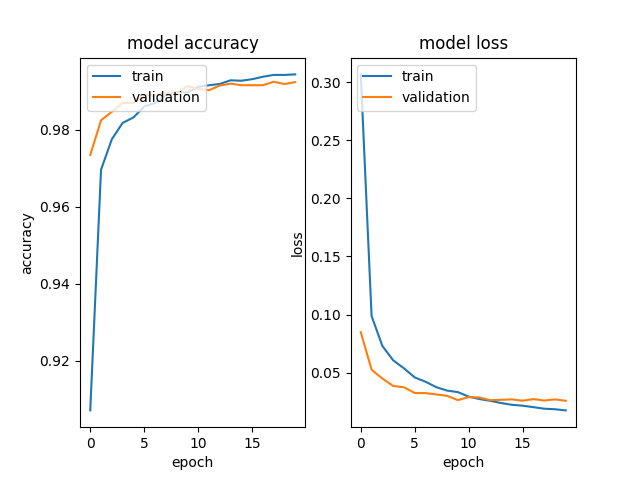 model accuracy
train
validation
0.98
0.96
0.94
0.92
accuracy
0
5
10
15
epoch
model loss
train
validation
0.30
0.25
0.20
0.15
0.10
0.05
loss
0
5
10
15
epoch